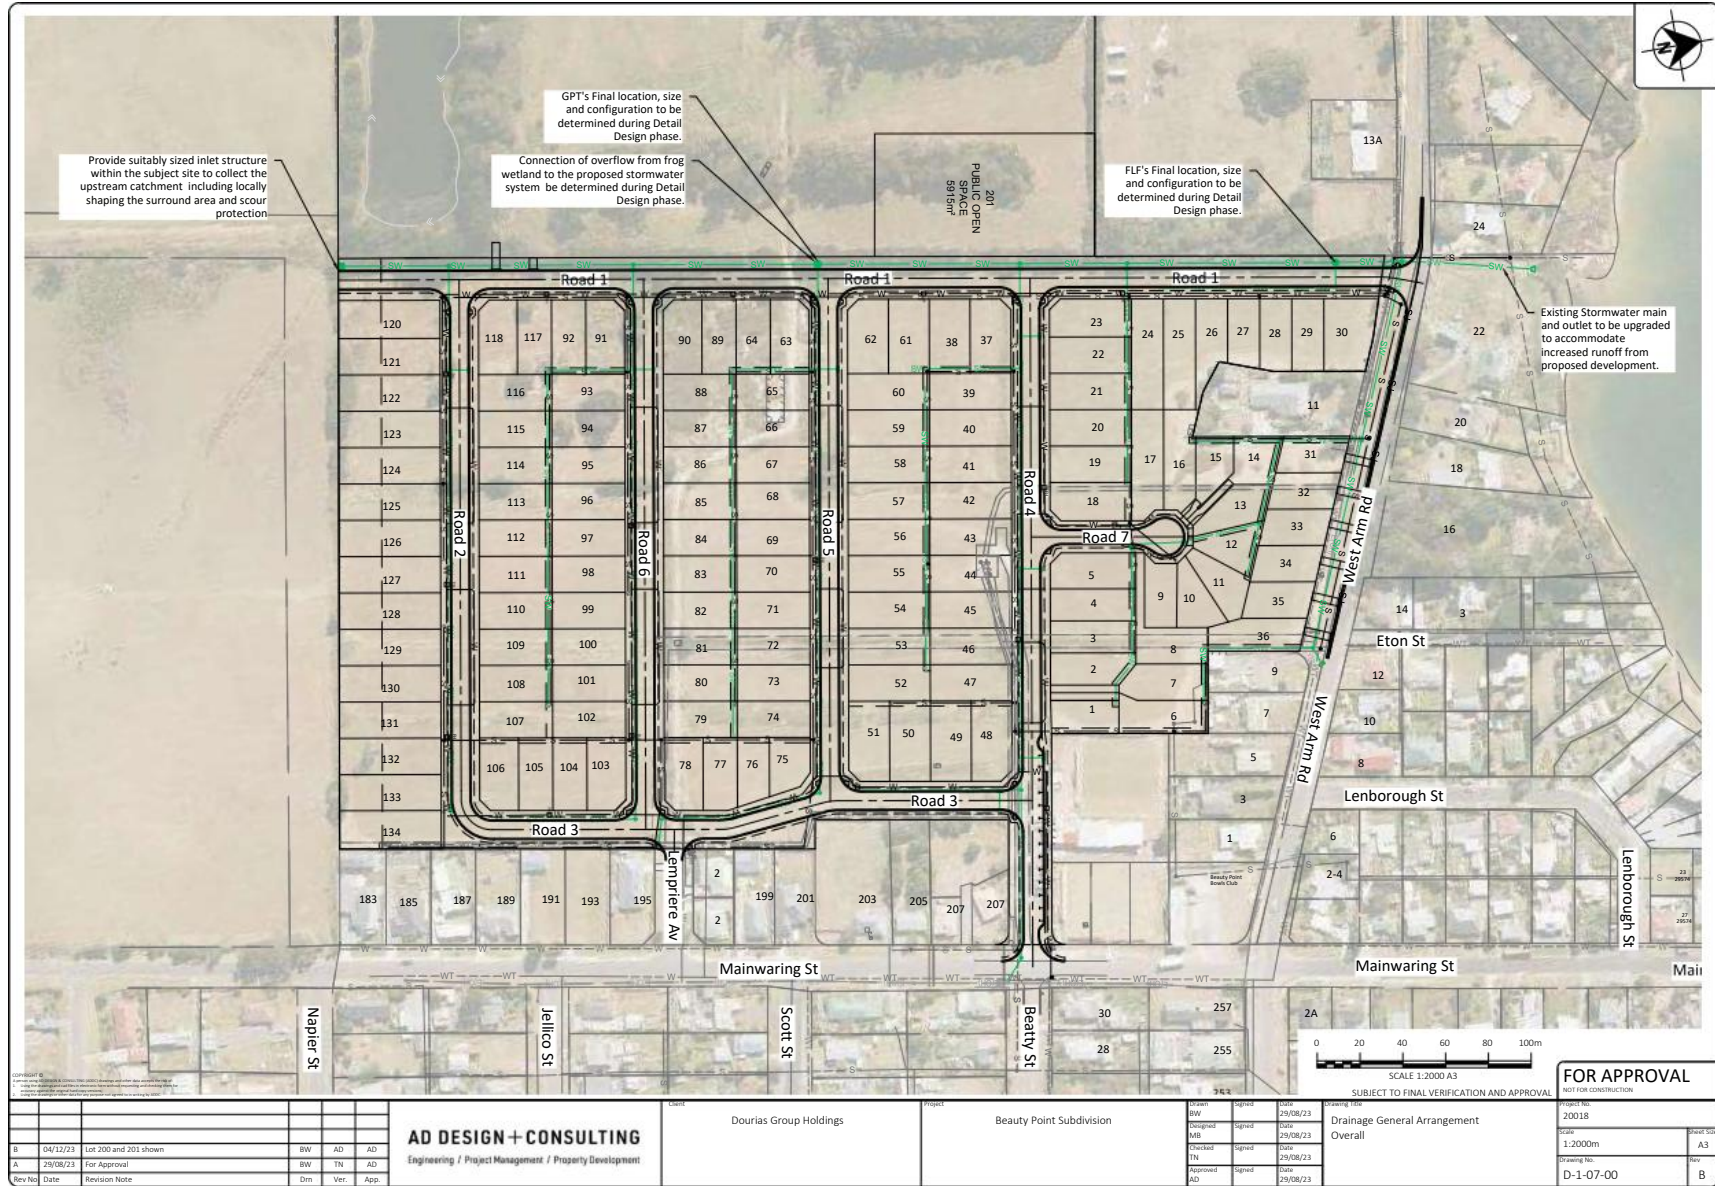 GPT's Final location, size
and configuration to be
determined during Detail
Design phase.
Connection of overflow from frog
wetland to the proposed stormwater
system be determined during Detail
Design phase.
Provide suitably sized inlet structure
within the subject site to collect the
upstream catchment including locally
shaping the surround area and scour
protection
FLF's Final location, size
and configuration to be
determined during Detail
Design phase.
Existing Stormwater main
and outlet to be upgraded
to accommodate
increased runoff from
proposed development.
201
PUBLIC OPEN
SPACE
5915m²
N
13A
24
22
20
18
16
14
3
12
10
8
6
2-4
Road 1
Road 1
Road 1
Road 2
Road 6
Road 5
Road 4
Road 7
Road 3
Road 3
West Arm Rd
West Arm Rd
Eton St
Lenborough St
Lenborough St
Lempriere Av
Mainwaring St
Mainwaring St
Mai
Napier St
Jellico St
Scott St
Beatty St
120
121
122
123
124
125
126
127
128
129
130
131
132
133
134
118 117 92 91
116 93
115 94
114 95
113 96
112 97
111 98
110 99
109 100
108 101
107 102
106 105 104 103
90 89 64 63
88 65
87 66
86 67
85 68
84 69
83 70
82 71
81 72
80 73
79 74
78 77 76 75
62 61 38 37
60 39
59 40
58 41
57 42
56 43
55 44
54 45
53 46
52 47
51 50 49 48
23
22
21
20
19
18
24 25 26 27 28 29 30
11
17 16 15 14
13
12
11
31
32
33
34
35
36
5
4
3
2
1
9 10
8
7
6
9
7
5
3
1
Beauty Point
Bowls Club
183 185 187 189 191 193 195
2
2
199 201 203 205 207 207
30
28
257
255
253
2A
23
29574
27
29574
0 20 40 60 80 100m
SCALE 1:2000 A3
SUBJECT TO FINAL VERIFICATION AND APPROVAL
FOR APPROVAL
NOT FOR CONSTRUCTION
COPYRIGHT ©
B 04/12/23 Lot 200 and 201 shown BW AD AD
A 29/08/23 For Approval BW TN AD
Rev No Date Revision Note Drn Ver. App.
AD DESIGN+CONSULTING
Engineering / Project Management / Property Development
Client
Dourias Group Holdings
Project
Beauty Point Subdivision
Drawn Signed Date
BW 29/08/23
Designed Signed Date
MB 29/08/23
Checked Signed Date
TN 29/08/23
Approved Signed Date
AD 29/08/23
Drawing Title
Drainage General Arrangement
Overall
Project No.
20018
Scale
1:2000m
Sheet Size
A3
Drawing No.
D-1-07-00
Rev
B